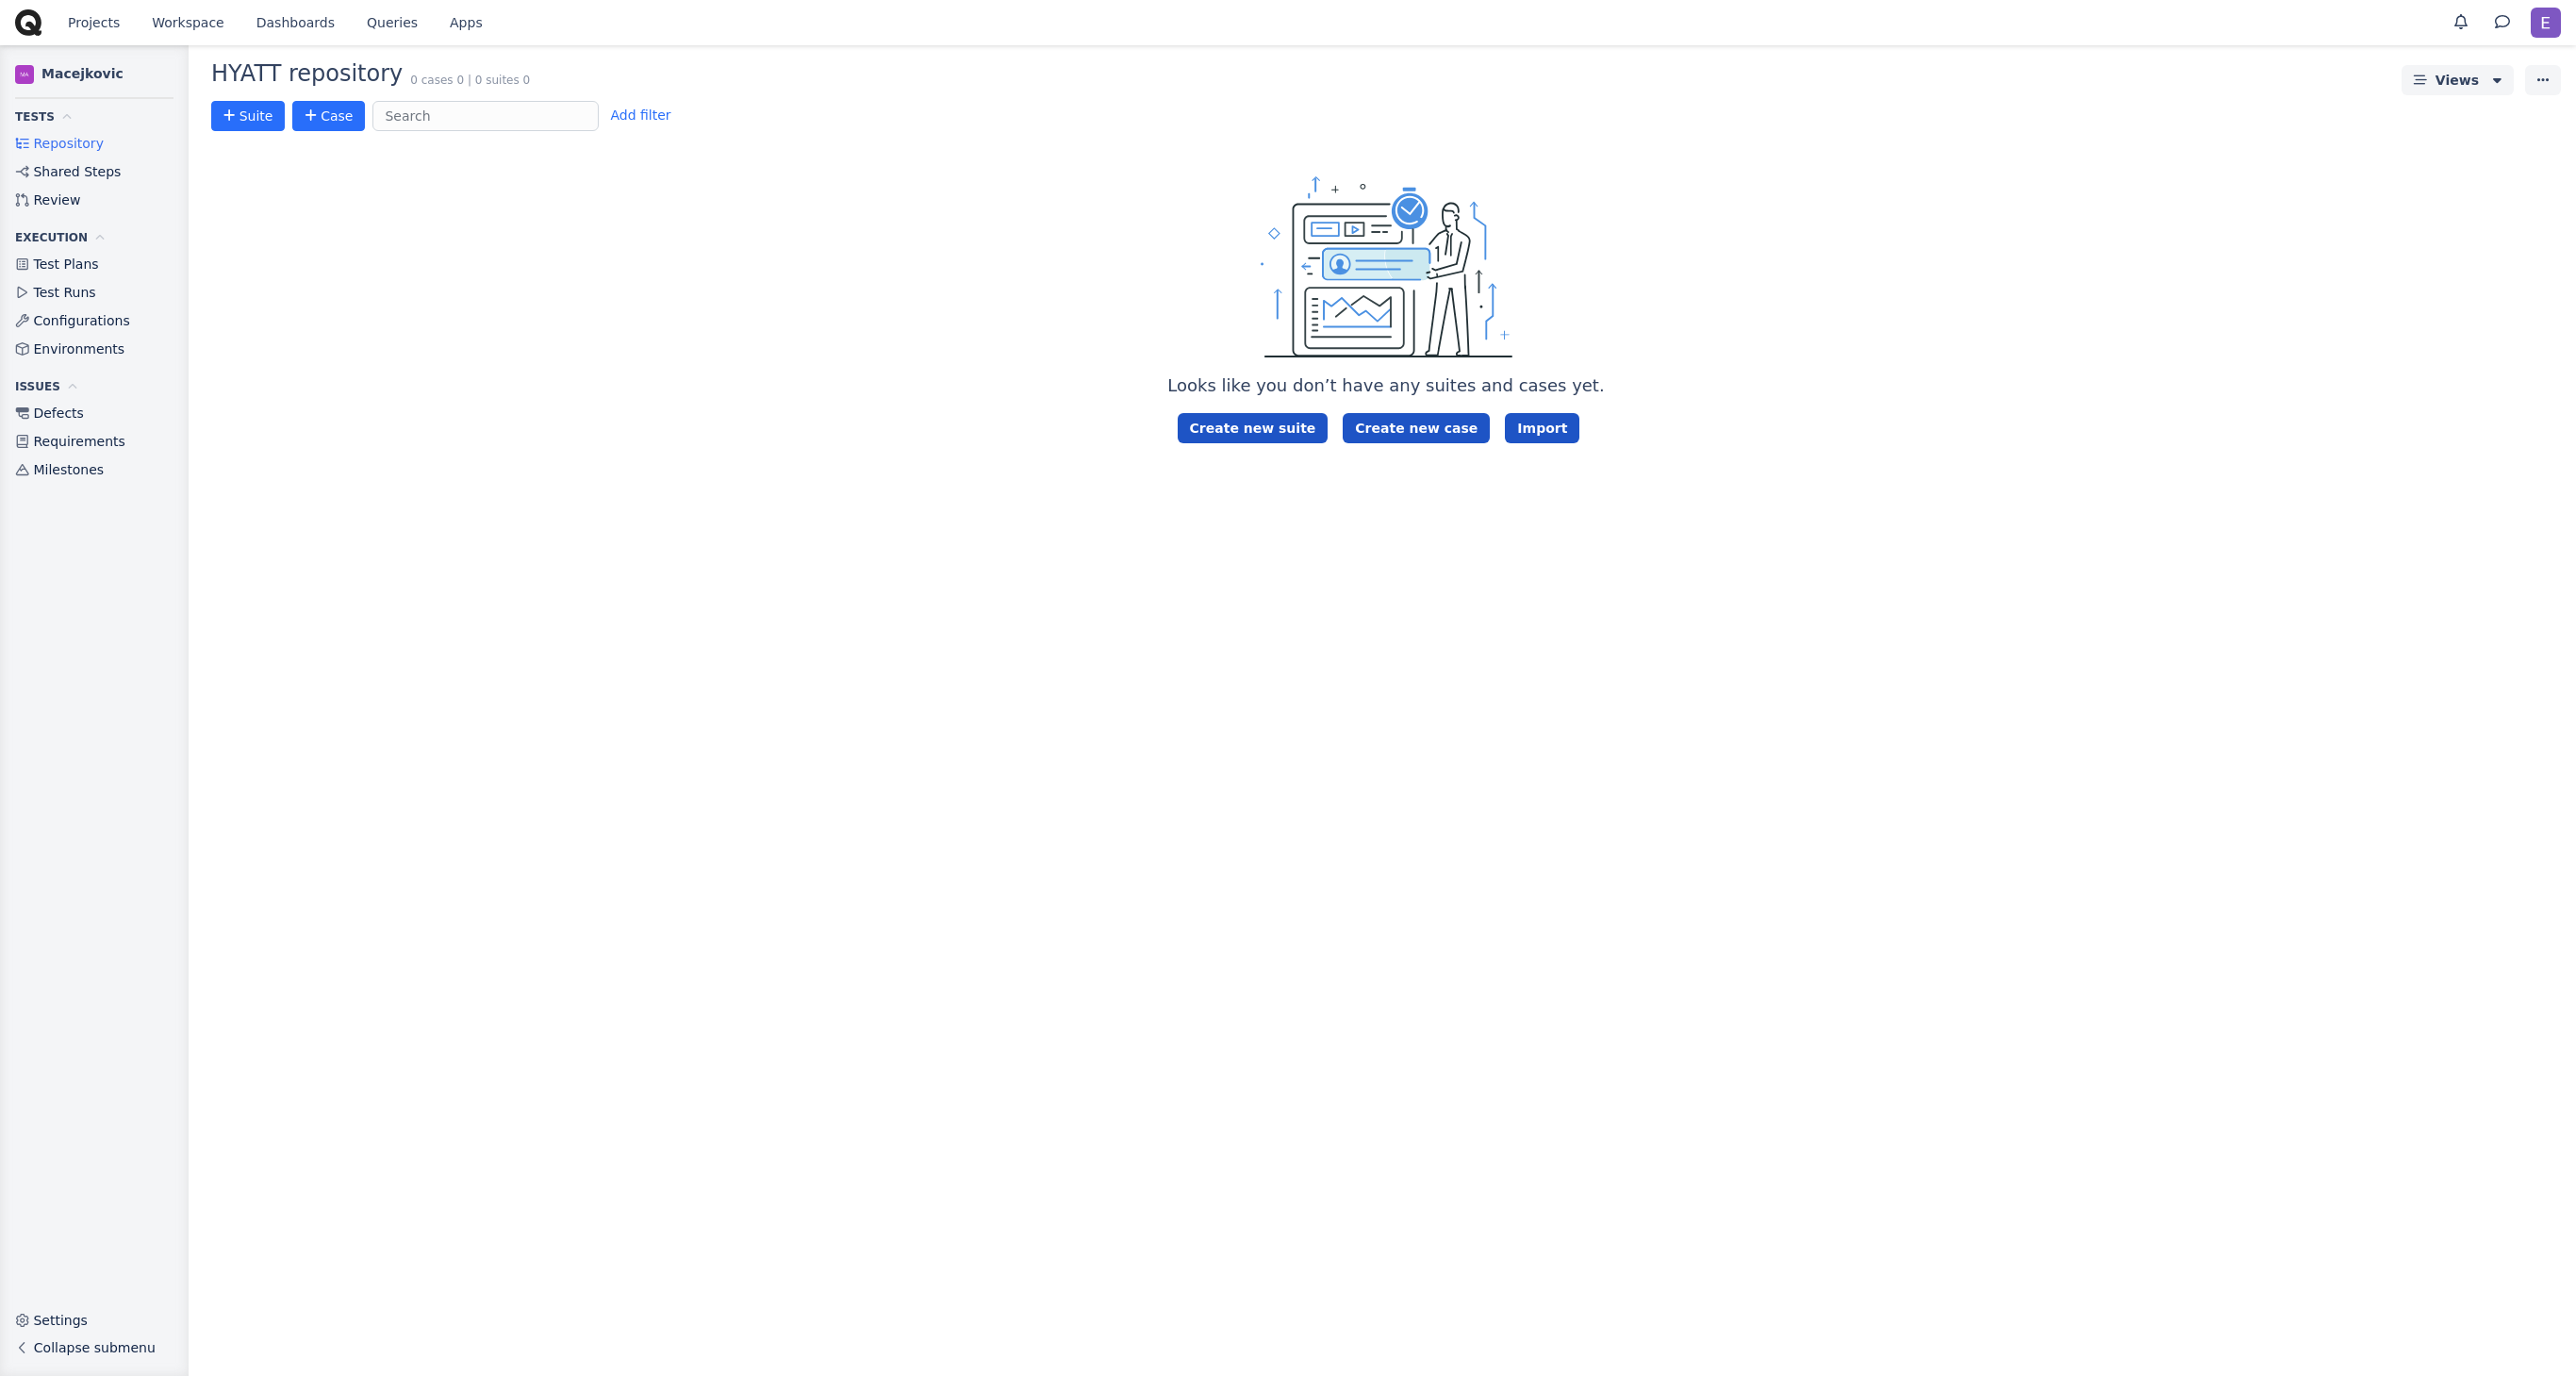 Projects Workspace Dashboards Queries Apps E
MA Macejkovic
TESTS
Repository
Shared Steps
Review
EXECUTION
Test Plans
Test Runs
Configurations
Environments
ISSUES
Defects
Requirements
Milestones
Settings
Collapse submenu
HYATT repository 0 cases 0 | 0 suites 0
Views
+ Suite + Case Search Add filter
Looks like you don’t have any suites and cases yet.
Create new suite Create new case Import